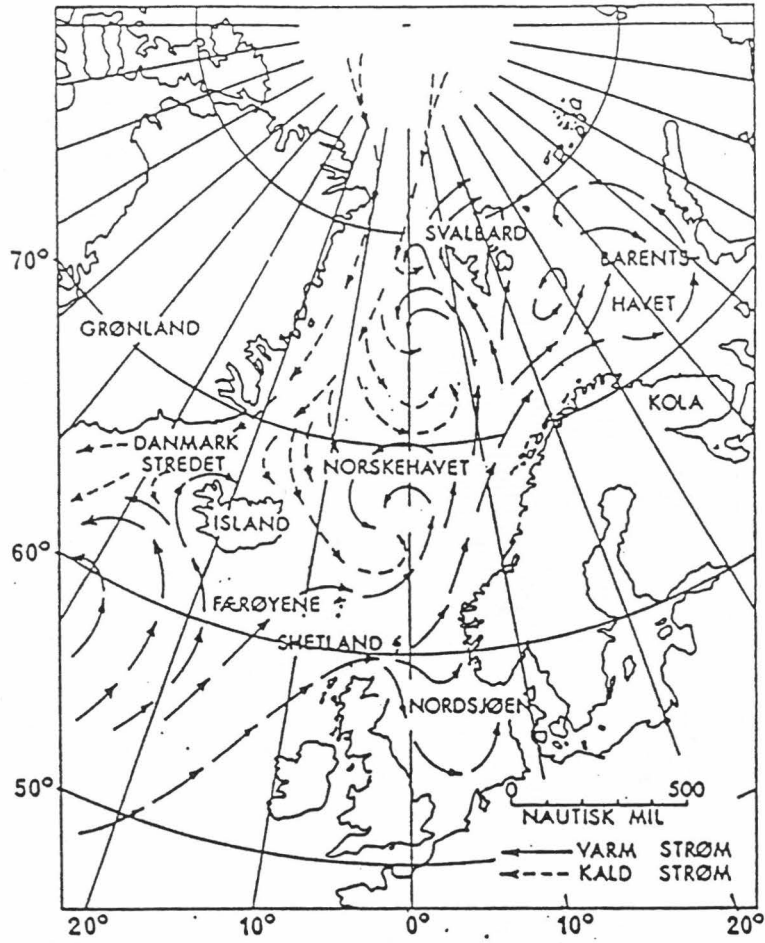 SVALBARD
70°
BARENTS-
HAVET
GRØNLAND
KOLA
DANMARK
STREDET
NORSKEHAVET
ISLAND
60°
FÆRØYENE
SHETLAND
NORDSJØEN
50°
0 500
NAUTISK MIL
VARM STRØM
KALD STRØM
20° 10° 0° 10° 20°